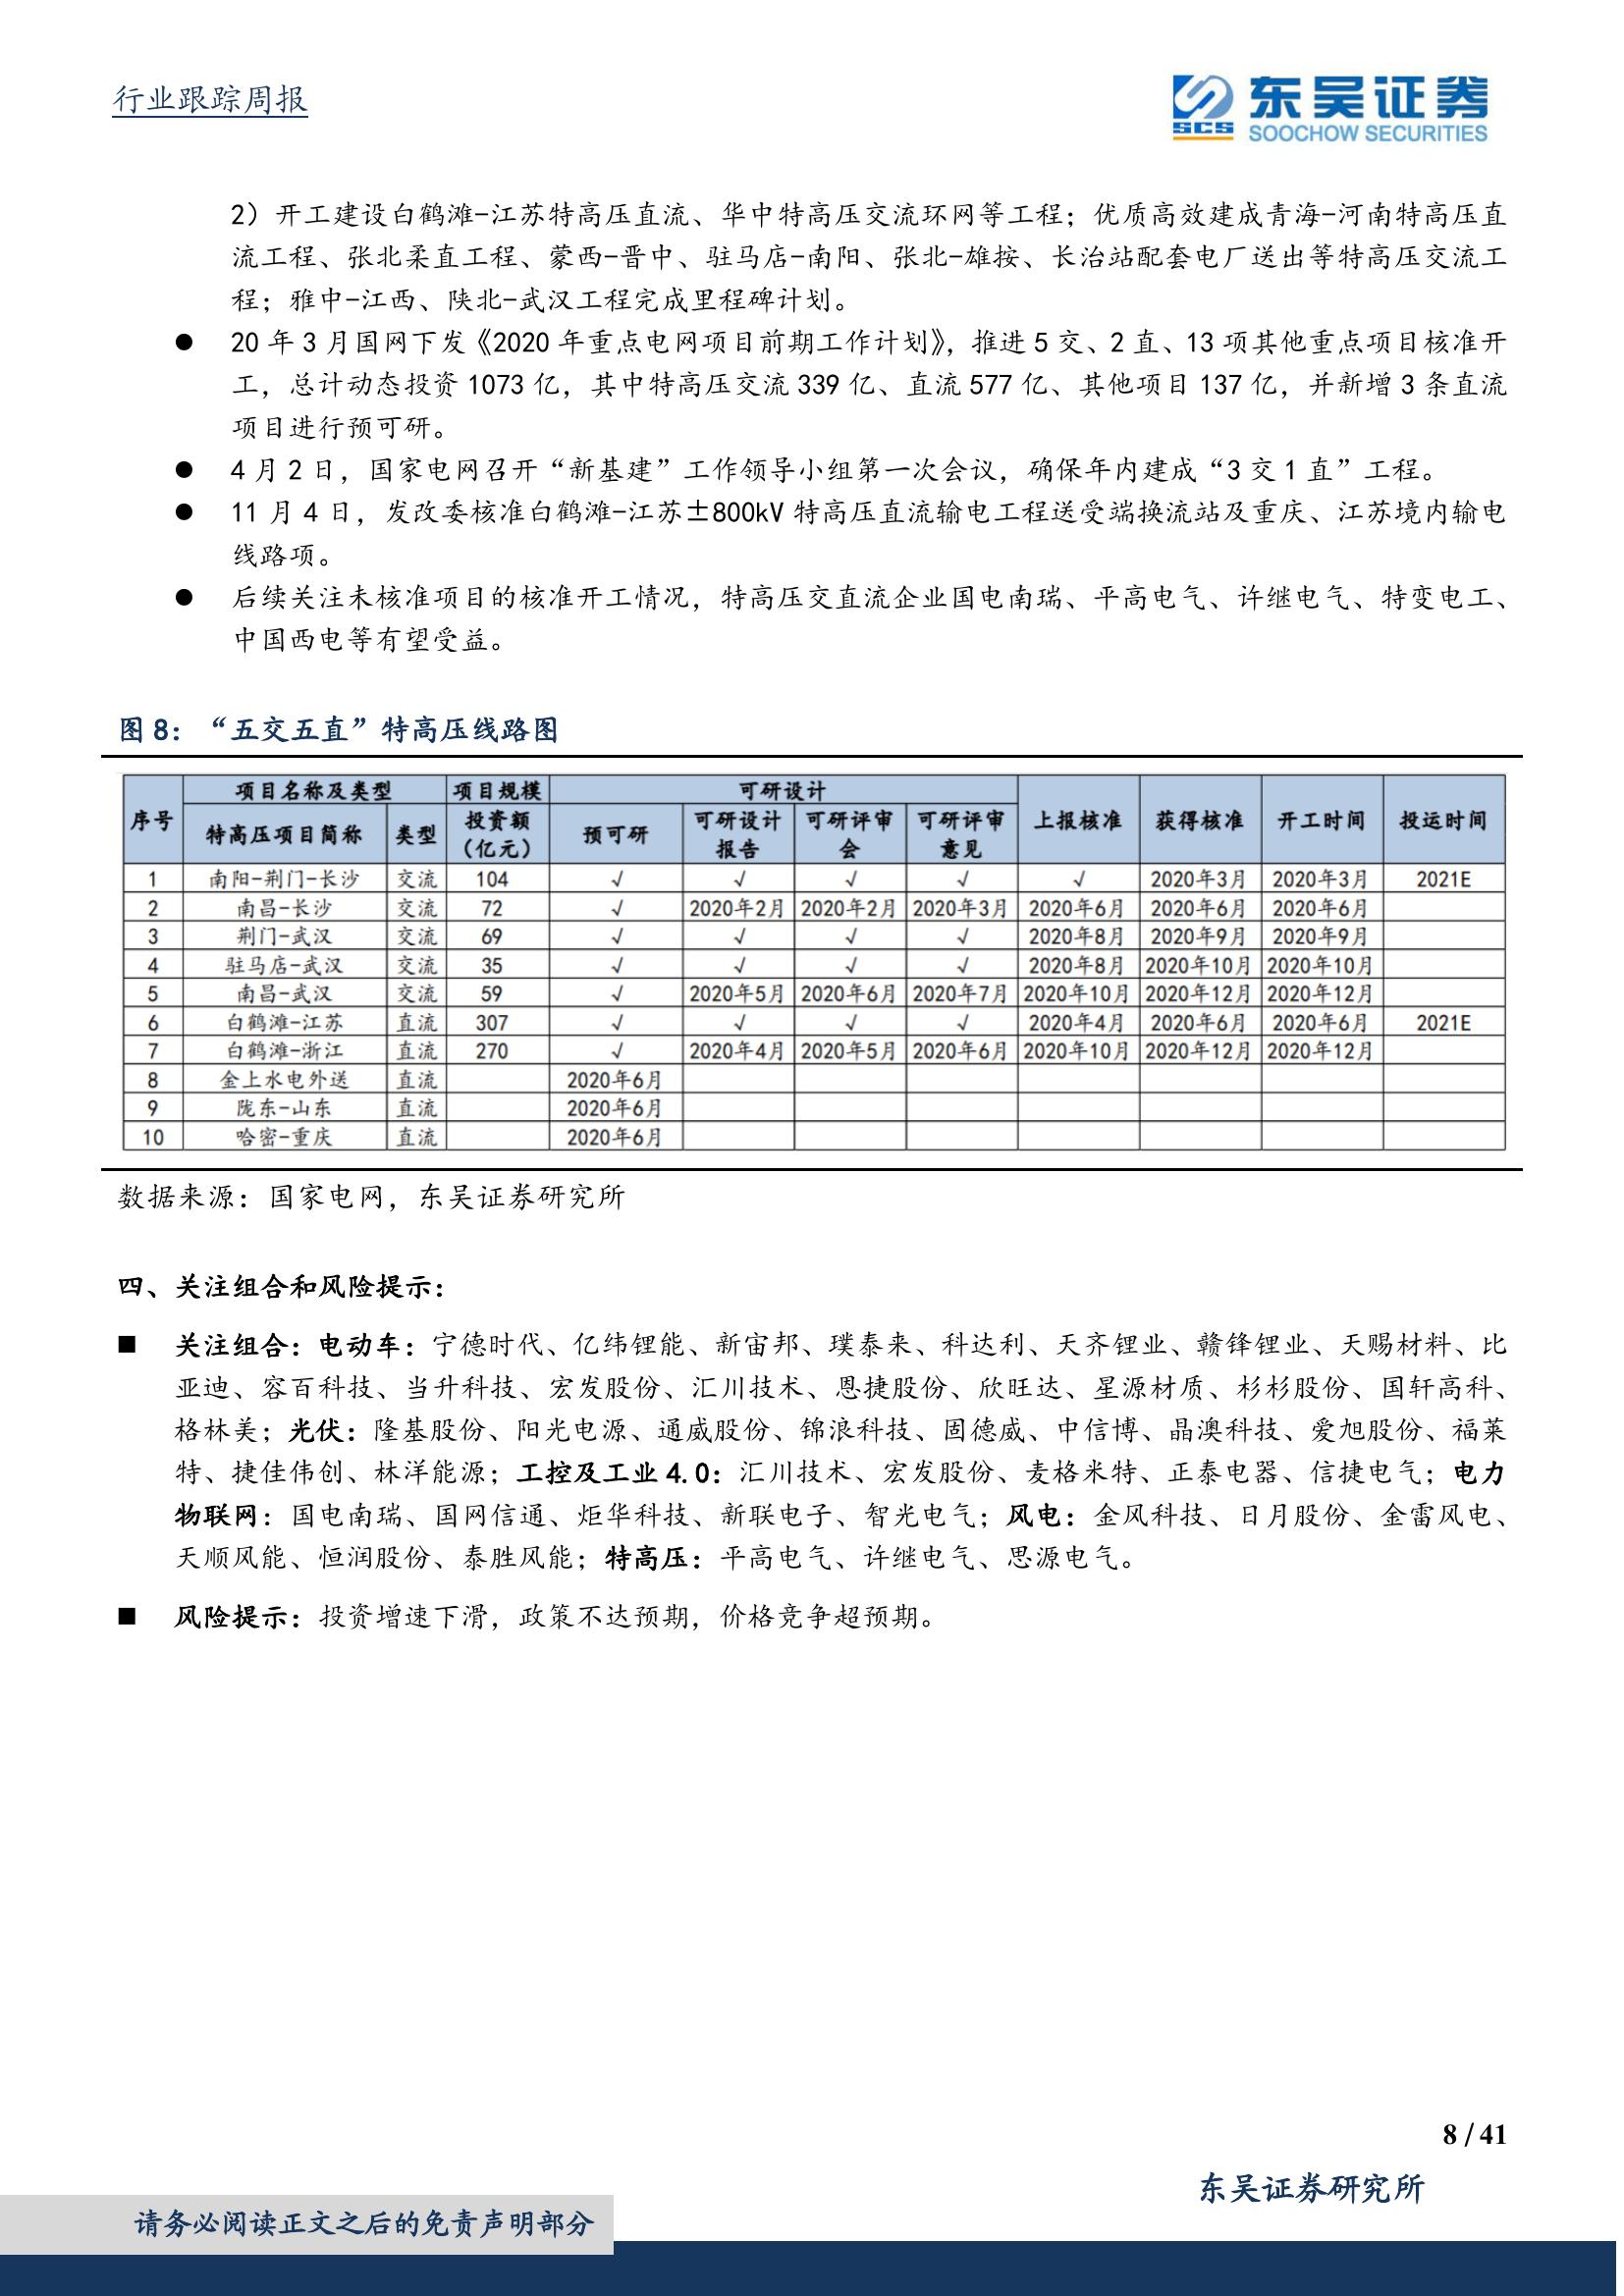 行业跟踪周报
SCS
东吴证券
SOOCHOW SECURITIES
2）开工建设白鹤滩-江苏特高压直流、华中特高压交流环网等工程；优质高效建成青海-河南特高压直
流工程、张北柔直工程、蒙西-晋中、驻马店-南阳、张北-雄按、长治站配套电厂送出等特高压交流工
程；雅中-江西、陕北-武汉工程完成里程碑计划。
● 20 年 3 月国网下发《2020 年重点电网项目前期工作计划》，推进 5 交、2 直、13 项其他重点项目核准开
工，总计动态投资 1073 亿，其中特高压交流 339 亿、直流 577 亿、其他项目 137 亿，并新增 3 条直流
项目进行预可研。
● 4 月 2 日，国家电网召开“新基建”工作领导小组第一次会议，确保年内建成“3 交 1 直”工程。
● 11 月 4 日，发改委核准白鹤滩-江苏±800kV 特高压直流输电工程送受端换流站及重庆、江苏境内输电
线路项。
● 后续关注未核准项目的核准开工情况，特高压交直流企业国电南瑞、平高电气、许继电气、特变电工、
中国西电等有望受益。
图 8：“五交五直”特高压线路图
序号 项目名称及类型 项目规模 可研设计 上报核准 获得核准 开工时间 投运时间
特高压项目简称 类型 投资额（亿元） 预可研 可研设计报告 可研评审会 可研评审意见
1 南阳-荆门-长沙 交流 104 √ √ √ √ √ 2020年3月 2020年3月 2021E
2 南昌-长沙 交流 72 √ 2020年2月 2020年2月 2020年3月 2020年6月 2020年6月 2020年6月
3 荆门-武汉 交流 69 √ √ √ √ 2020年8月 2020年9月 2020年9月
4 驻马店-武汉 交流 35 √ √ √ √ 2020年8月 2020年10月 2020年10月
5 南昌-武汉 交流 59 √ 2020年5月 2020年6月 2020年7月 2020年10月 2020年12月 2020年12月
6 白鹤滩-江苏 直流 307 √ √ √ √ 2020年4月 2020年6月 2020年6月 2021E
7 白鹤滩-浙江 直流 270 √ 2020年4月 2020年5月 2020年6月 2020年10月 2020年12月 2020年12月
8 金上水电外送 直流 2020年6月
9 陇东-山东 直流 2020年6月
10 哈密-重庆 直流 2020年6月
数据来源：国家电网，东吴证券研究所
四、关注组合和风险提示：
■ 关注组合：电动车：宁德时代、亿纬锂能、新宙邦、璞泰来、科达利、天齐锂业、赣锋锂业、天赐材料、比
亚迪、容百科技、当升科技、宏发股份、汇川技术、恩捷股份、欣旺达、星源材质、杉杉股份、国轩高科、
格林美；光伏：隆基股份、阳光电源、通威股份、锦浪科技、固德威、中信博、晶澳科技、爱旭股份、福莱
特、捷佳伟创、林洋能源；工控及工业 4.0：汇川技术、宏发股份、麦格米特、正泰电器、信捷电气；电力
物联网：国电南瑞、国网信通、炬华科技、新联电子、智光电气；风电：金风科技、日月股份、金雷风电、
天顺风能、恒润股份、泰胜风能；特高压：平高电气、许继电气、思源电气。
■ 风险提示：投资增速下滑，政策不达预期，价格竞争超预期。
8 / 41
东吴证券研究所
请务必阅读正文之后的免责声明部分